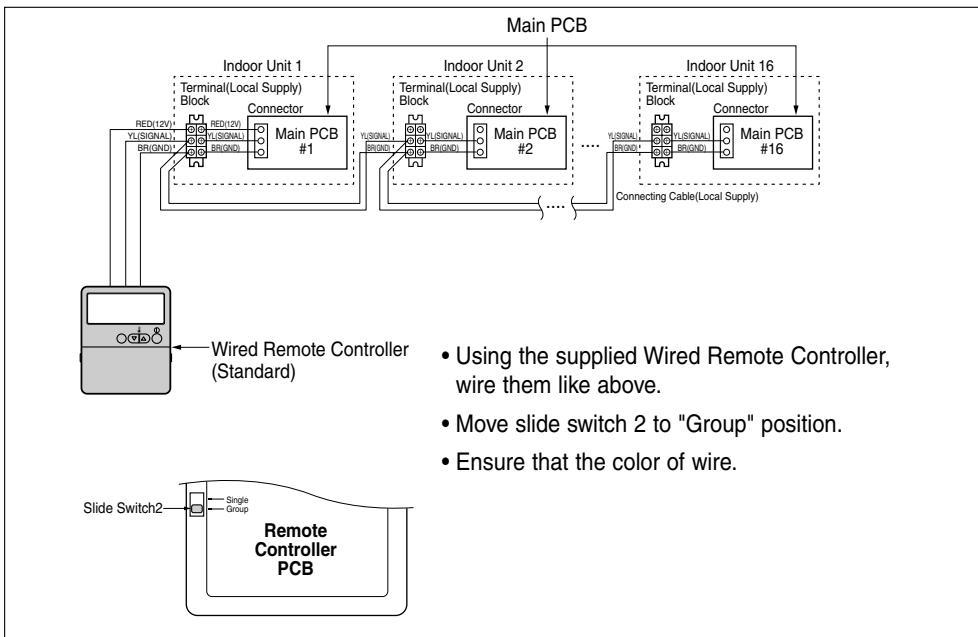 Main PCB
Indoor Unit 1
Indoor Unit 2
Indoor Unit 16
Terminal(Local Supply)
Block
Connector
Terminal(Local Supply)
Block
Connector
Terminal(Local Supply)
Block
Connector
RED(12V)
RED(12V)
YL(SIGNAL)
YL(SIGNAL)
BR(GND)
BR(GND)
Main PCB
#1
YL(SIGNAL)
YL(SIGNAL)
BR(GND)
BR(GND)
Main PCB
#2
....
YL(SIGNAL)
YL(SIGNAL)
BR(GND)
BR(GND)
Main PCB
#16
....
Connecting Cable(Local Supply)
Wired Remote Controller
(Standard)
• Using the supplied Wired Remote Controller,
wire them like above.
• Move slide switch 2 to "Group" position.
• Ensure that the color of wire.
Slide Switch2
Single
Group
Remote
Controller
PCB